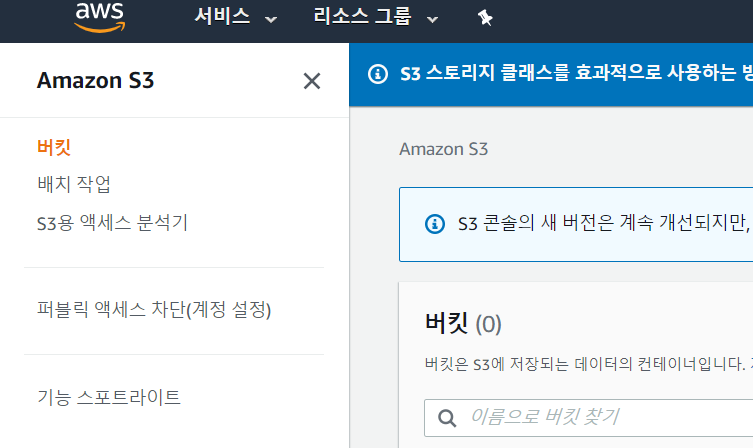 aws 서비스 리소스 그룹
Amazon S3
버킷
배치 작업
S3용 액세스 분석기
퍼블릭 액세스 차단(계정 설정)
기능 스포트라이트
S3 스토리지 클래스를 효과적으로 사용하는
Amazon S3
S3 콘솔의 새 버전은 계속 개선되지만,
버킷 (0)
버킷은 S3에 저장되는 데이터의 컨테이너입니다.
이름으로 버킷 찾기